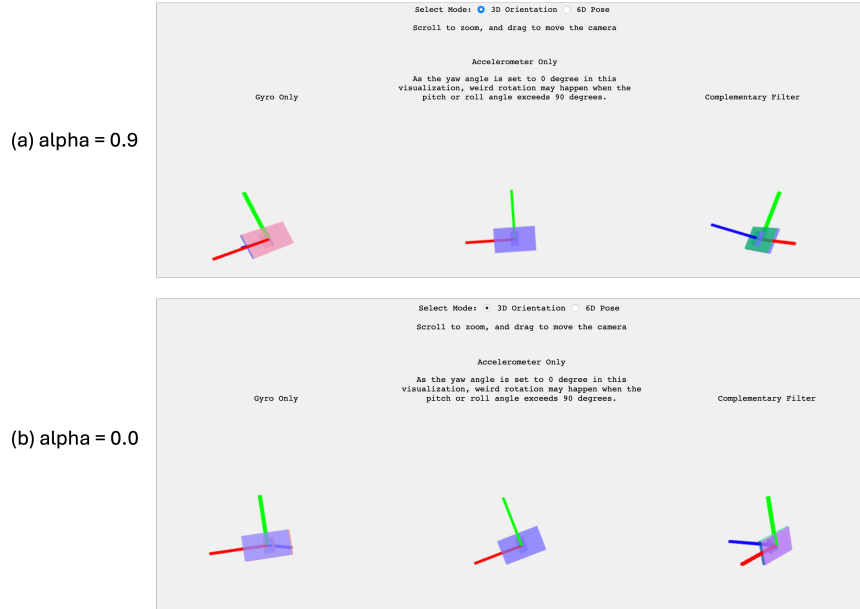 Select Mode: 3D Orientation 6D Pose
Scroll to zoom, and drag to move the camera
Accelerometer Only
As the yaw angle is set to 0 degree in this
visualization, weird rotation may happen when the
pitch or roll angle exceeds 90 degrees.
Gyro Only
Complementary Filter
(a) alpha = 0.9
Select Mode: 3D Orientation 6D Pose
Scroll to zoom, and drag to move the camera
Accelerometer Only
As the yaw angle is set to 0 degree in this
visualization, weird rotation may happen when the
pitch or roll angle exceeds 90 degrees.
Gyro Only
Complementary Filter
(b) alpha = 0.0